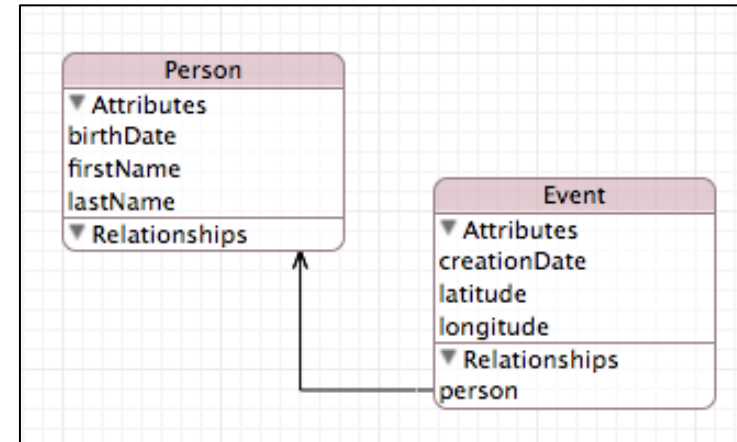 Person
Attributes
birthDate
firstName
lastName
Relationships
Event
Attributes
creationDate
latitude
longitude
Relationships
person